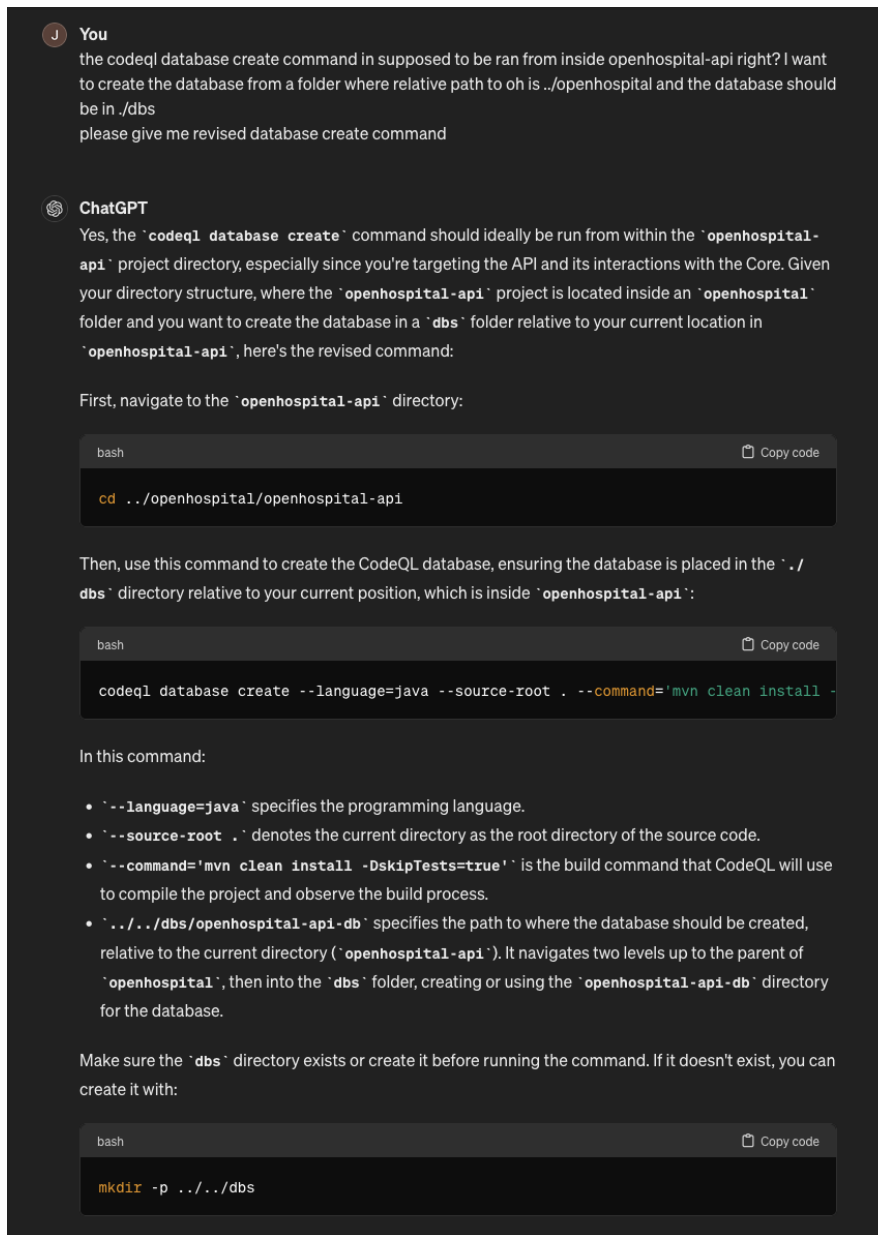 J
You
the codeql database create command in supposed to be ran from inside openhospital-api right? I want
to create the database from a folder where relative path to oh is ../openhospital and the database should
be in ./dbs
please give me revised database create command
ChatGPT
Yes, the `codeql database create` command should ideally be run from within the `openhospital-
api` project directory, especially since you're targeting the API and its interactions with the Core. Given
your directory structure, where the `openhospital-api` project is located inside an `openhospital`
folder and you want to create the database in a `dbs` folder relative to your current location in
`openhospital-api`, here's the revised command:
First, navigate to the `openhospital-api` directory:
bash Copy code
cd ../openhospital/openhospital-api
Then, use this command to create the CodeQL database, ensuring the database is placed in the `./
dbs` directory relative to your current position, which is inside `openhospital-api`:
bash Copy code
codeql database create --language=java --source-root . --command='mvn clean install -
In this command:
• `--language=java` specifies the programming language.
• `--source-root .` denotes the current directory as the root directory of the source code.
• `--command='mvn clean install -DskipTests=true'` is the build command that CodeQL will use
to compile the project and observe the build process.
• `../../dbs/openhospital-api-db` specifies the path to where the database should be created,
relative to the current directory (`openhospital-api`). It navigates two levels up to the parent of
`openhospital`, then into the `dbs` folder, creating or using the `openhospital-api-db` directory
for the database.
Make sure the `dbs` directory exists or create it before running the command. If it doesn't exist, you can
create it with:
bash Copy code
mkdir -p ../../dbs